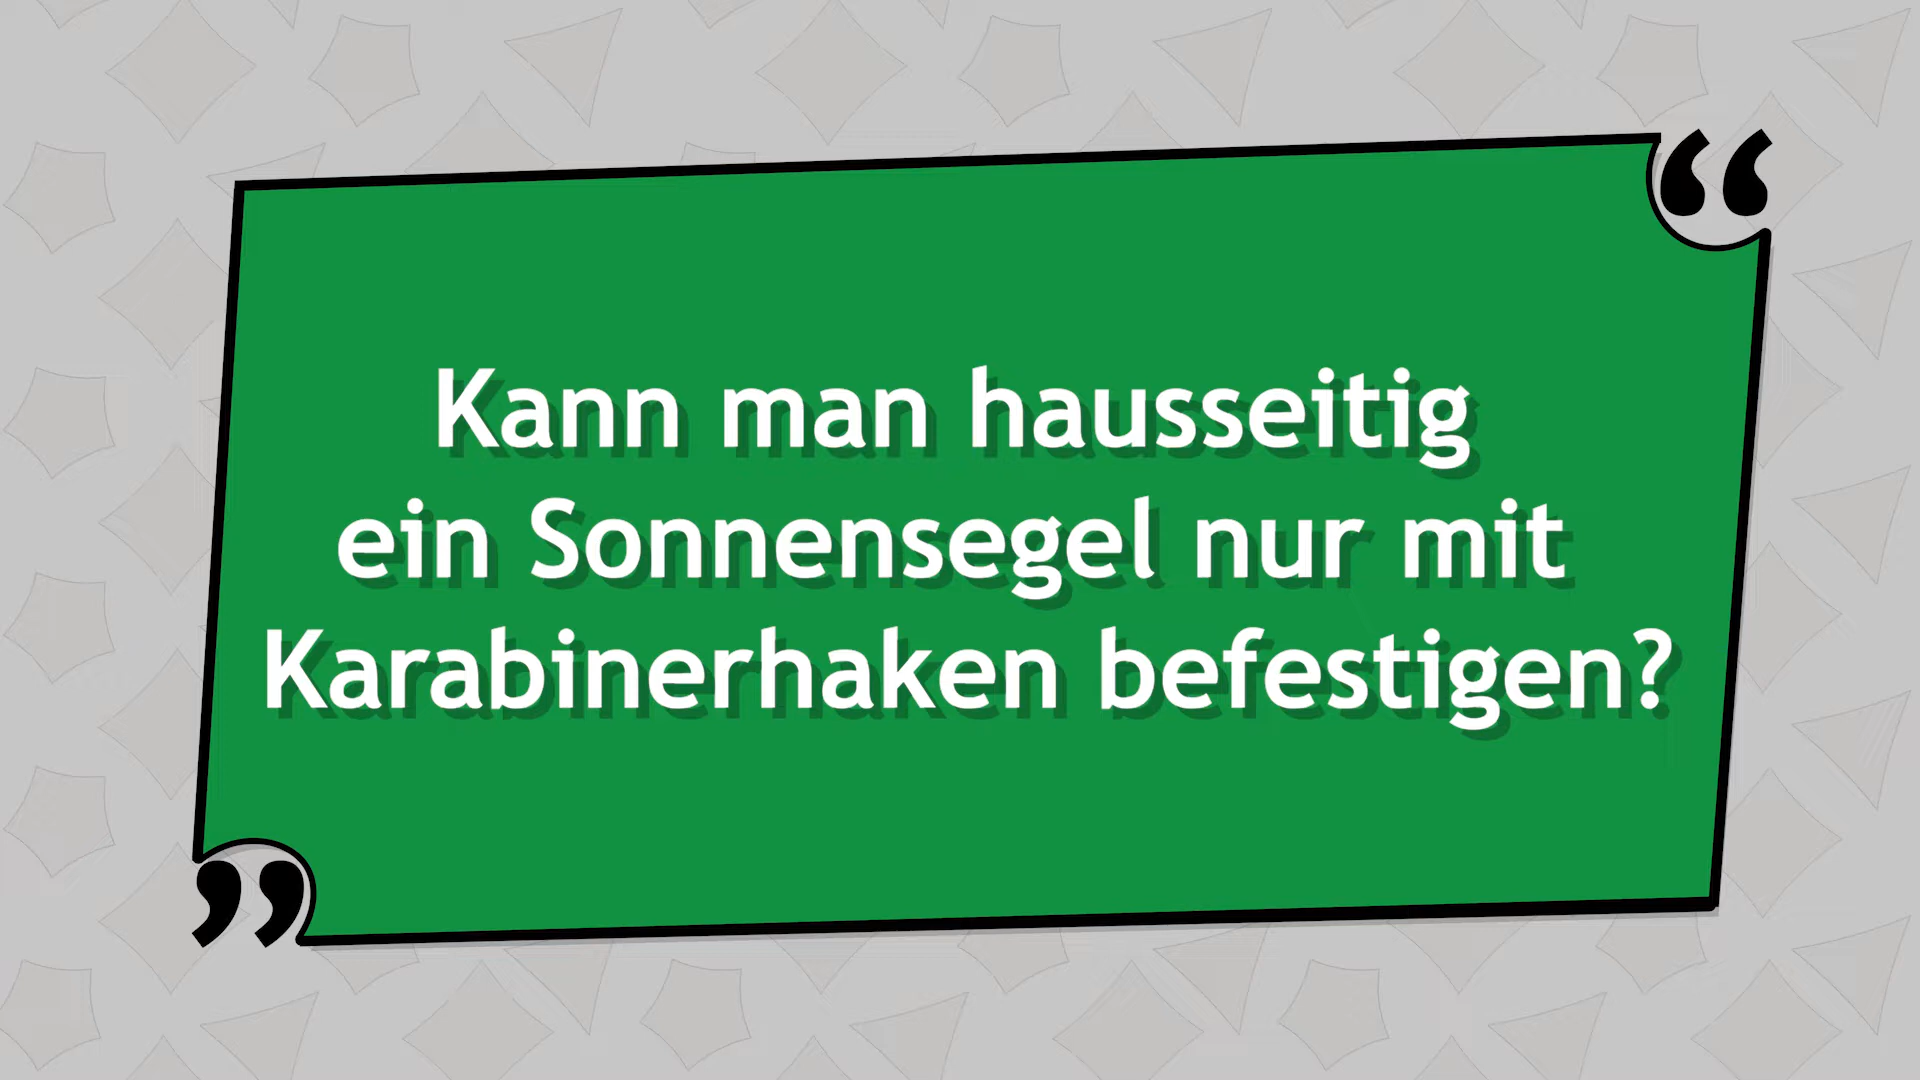 Kann man hausseitig
ein Sonnensegel nur mit
Karabinerhaken befestigen?